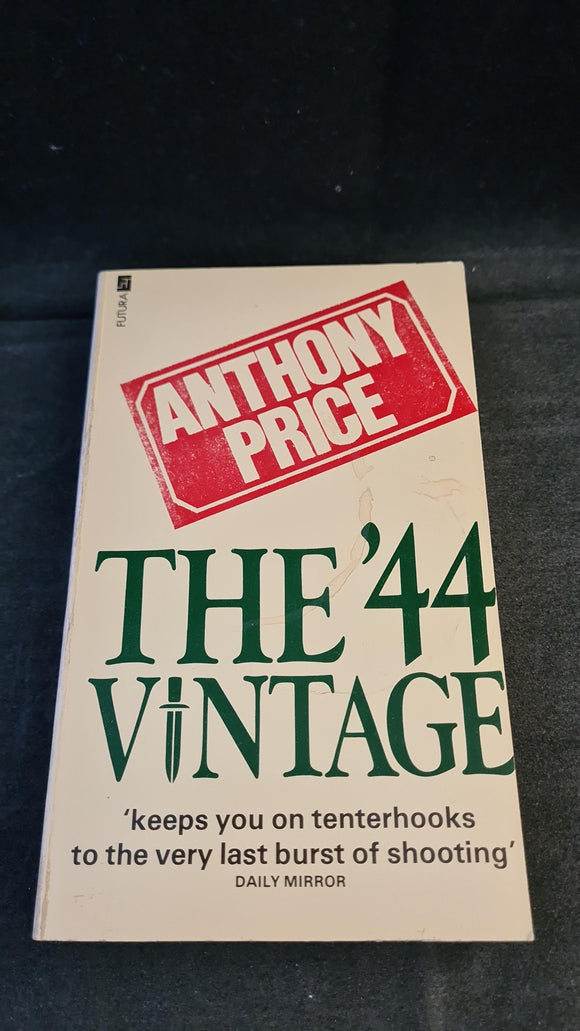 FUTURA
ANTHONY
PRICE
THE '44
VINTAGE
‘keeps you on tenterhooks
to the very last burst of shooting’
DAILY MIRROR